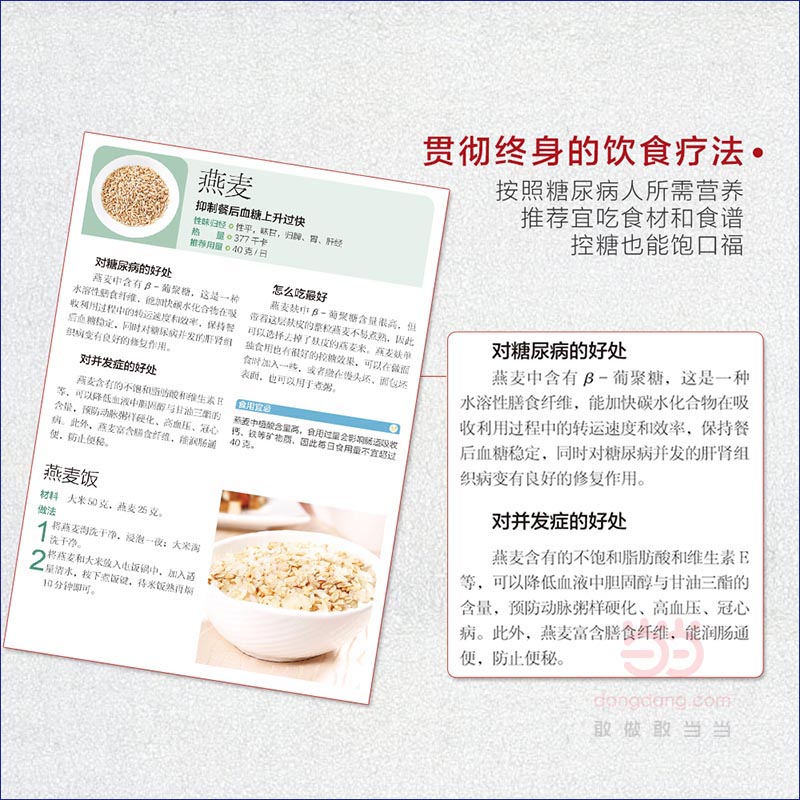 贯彻终身的饮食疗法
按照糖尿病人所需营养
推荐宜吃食材和食谱
控糖也能饱口福
燕麦
抑制餐后血糖上升过快
性味归经 性平，味甘，归脾、胃、肝经
热 量 377千卡
推荐用量 40克/日
对糖尿病的好处
燕麦中含有β-葡聚糖，这是一种
水溶性膳食纤维，能加快碳水化合物在吸
收利用过程中的转运速度和效率，保持餐
后血糖稳定，同时对糖尿病并发的肝肾组
织病变有良好的修复作用。
对并发症的好处
燕麦含有的不饱和脂肪酸和维生素E
等，可以降低血液中胆固醇与甘油三酯的
含量，预防动脉粥样硬化、高血压、冠心
病。此外，燕麦富含膳食纤维，能润肠通
便，防止便秘。
怎么吃最好
燕麦麸中β-葡聚糖含量很高，但
带着这层麸皮的整粒燕麦不易煮熟，因此
可以选择去掉了麸皮的燕麦米。燕麦麸单
独食用也有很好的控糖效果，可以在做面
食时加入一些，或者撒在馒头坯、面包坯
表面，也可以用于煮粥。
食用宜忌
燕麦中植酸含量高，食用过量会影响肠道吸收
钙、铁等矿物质，因此每日食用量不宜超过
40克。
燕麦饭
材料 大米50克，燕麦25克。
做法
1 将燕麦淘洗干净，浸泡一夜；大米淘
洗干净。
2 将燕麦和大米放入电饭锅中，加入适
量清水，按下煮饭键，待米饭熟再焖
10分钟即可。
对糖尿病的好处
燕麦中含有β-葡聚糖，这是一种
水溶性膳食纤维，能加快碳水化合物在吸
收利用过程中的转运速度和效率，保持餐
后血糖稳定，同时对糖尿病并发的肝肾组
织病变有良好的修复作用。
对并发症的好处
燕麦含有的不饱和脂肪酸和维生素E
等，可以降低血液中胆固醇与甘油三酯的
含量，预防动脉粥样硬化、高血压、冠心
病。此外，燕麦富含膳食纤维，能润肠通
便，防止便秘。
当当
dangdang.com
敢做敢当当